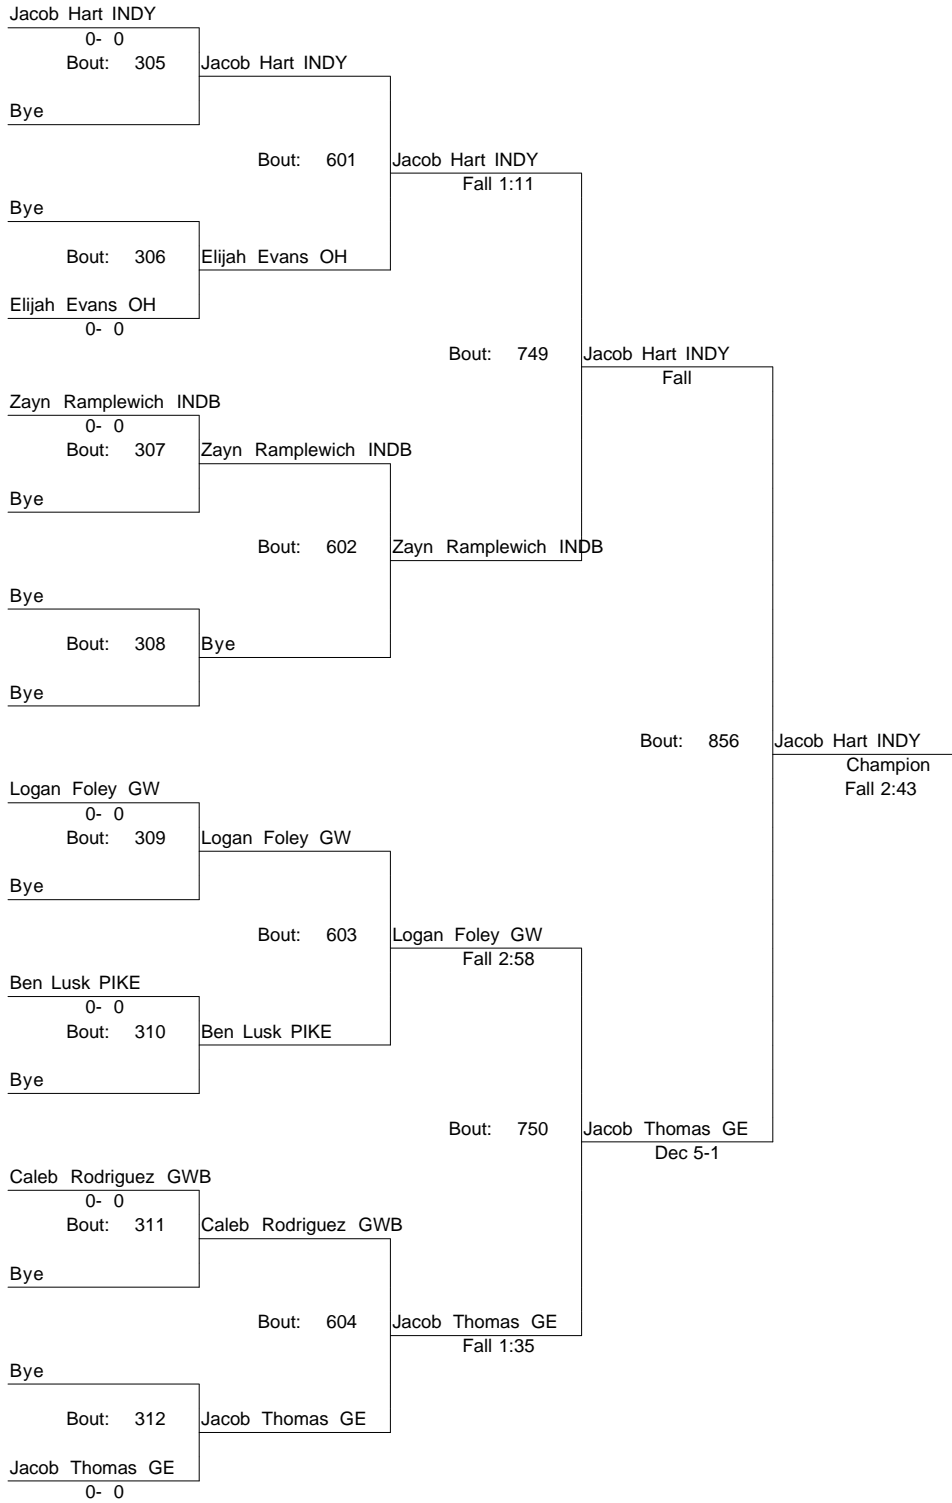 Jacob Hart INDY
0- 0
Bout: 305 Jacob Hart INDY
Bye
Bout: 601 Jacob Hart INDY
Fall 1:11
Bye
Bout: 306 Elijah Evans OH
Elijah Evans OH
0- 0
Bout: 749 Jacob Hart INDY
Fall
Zayn Ramplewich INDB
0- 0
Bout: 307 Zayn Ramplewich INDB
Bye
Bout: 602 Zayn Ramplewich INDB
Bye
Bout: 308 Bye
Bye
Bout: 856 Jacob Hart INDY
Champion
Fall 2:43
Logan Foley GW
0- 0
Bout: 309 Logan Foley GW
Bye
Bout: 603 Logan Foley GW
Fall 2:58
Ben Lusk PIKE
0- 0
Bout: 310 Ben Lusk PIKE
Bye
Bout: 750 Jacob Thomas GE
Dec 5-1
Caleb Rodriguez GWB
0- 0
Bout: 311 Caleb Rodriguez GWB
Bye
Bout: 604 Jacob Thomas GE
Fall 1:35
Bye
Bout: 312 Jacob Thomas GE
Jacob Thomas GE
0- 0